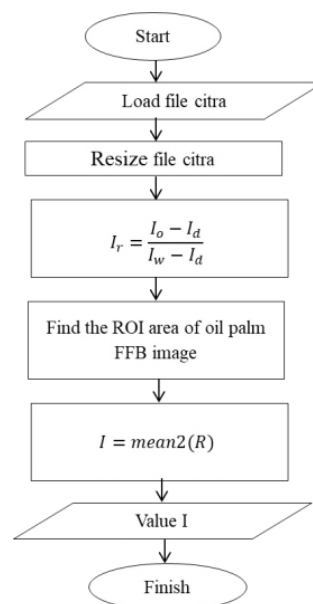 Start
Load file citra
Resize file citra
I_r = \frac{I_o - I_d}{I_w - I_d}
Find the ROI area of oil palm
FFB image
I = mean2(R)
Value I
Finish